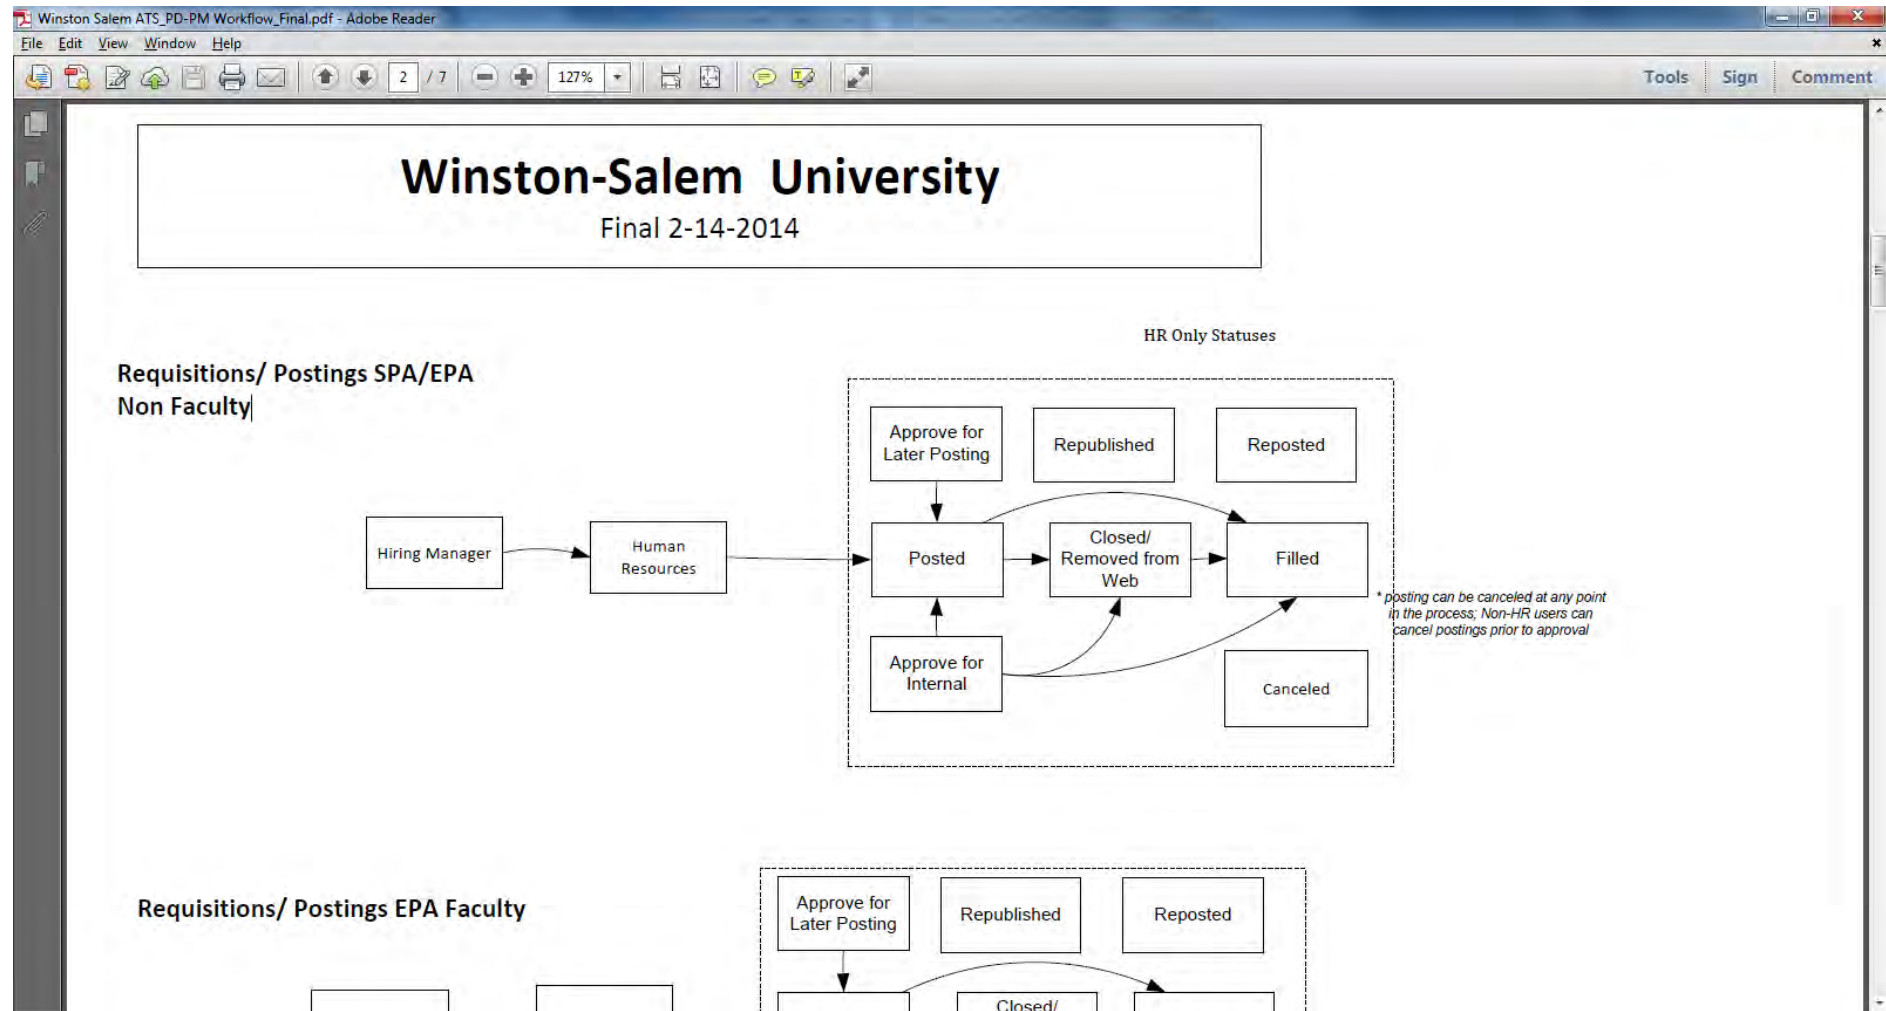 Winston Salem ATS_PD-PM Workflow_Final.pdf - Adobe Reader
File Edit View Window Help
2 / 7 127% Tools Sign Comment
Winston-Salem University
Final 2-14-2014
HR Only Statuses
Requisitions/ Postings SPA/EPA
Non Faculty
Approve for
Later Posting
Republished
Reposted
Hiring Manager
Human
Resources
Posted
Closed/
Removed from
Web
Filled
* posting can be canceled at any point
in the process; Non-HR users can
cancel postings prior to approval
Approve for
Internal
Canceled
Requisitions/ Postings EPA Faculty
Approve for
Later Posting
Republished
Reposted
Closed/